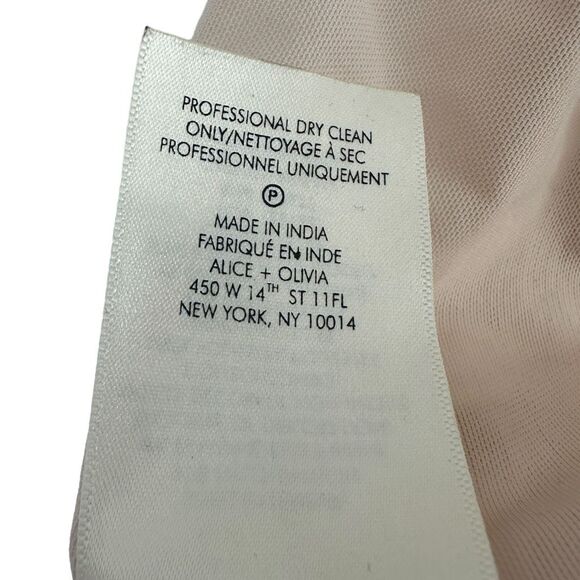 PROFESSIONAL DRY CLEAN
ONLY/NETTOYAGE À SEC
PROFESSIONNEL UNIQUEMENT
P
MADE IN INDIA
FABRIQUÉ EN INDE
ALICE + OLIVIA
450 W 14TH ST 11FL
NEW YORK, NY 10014